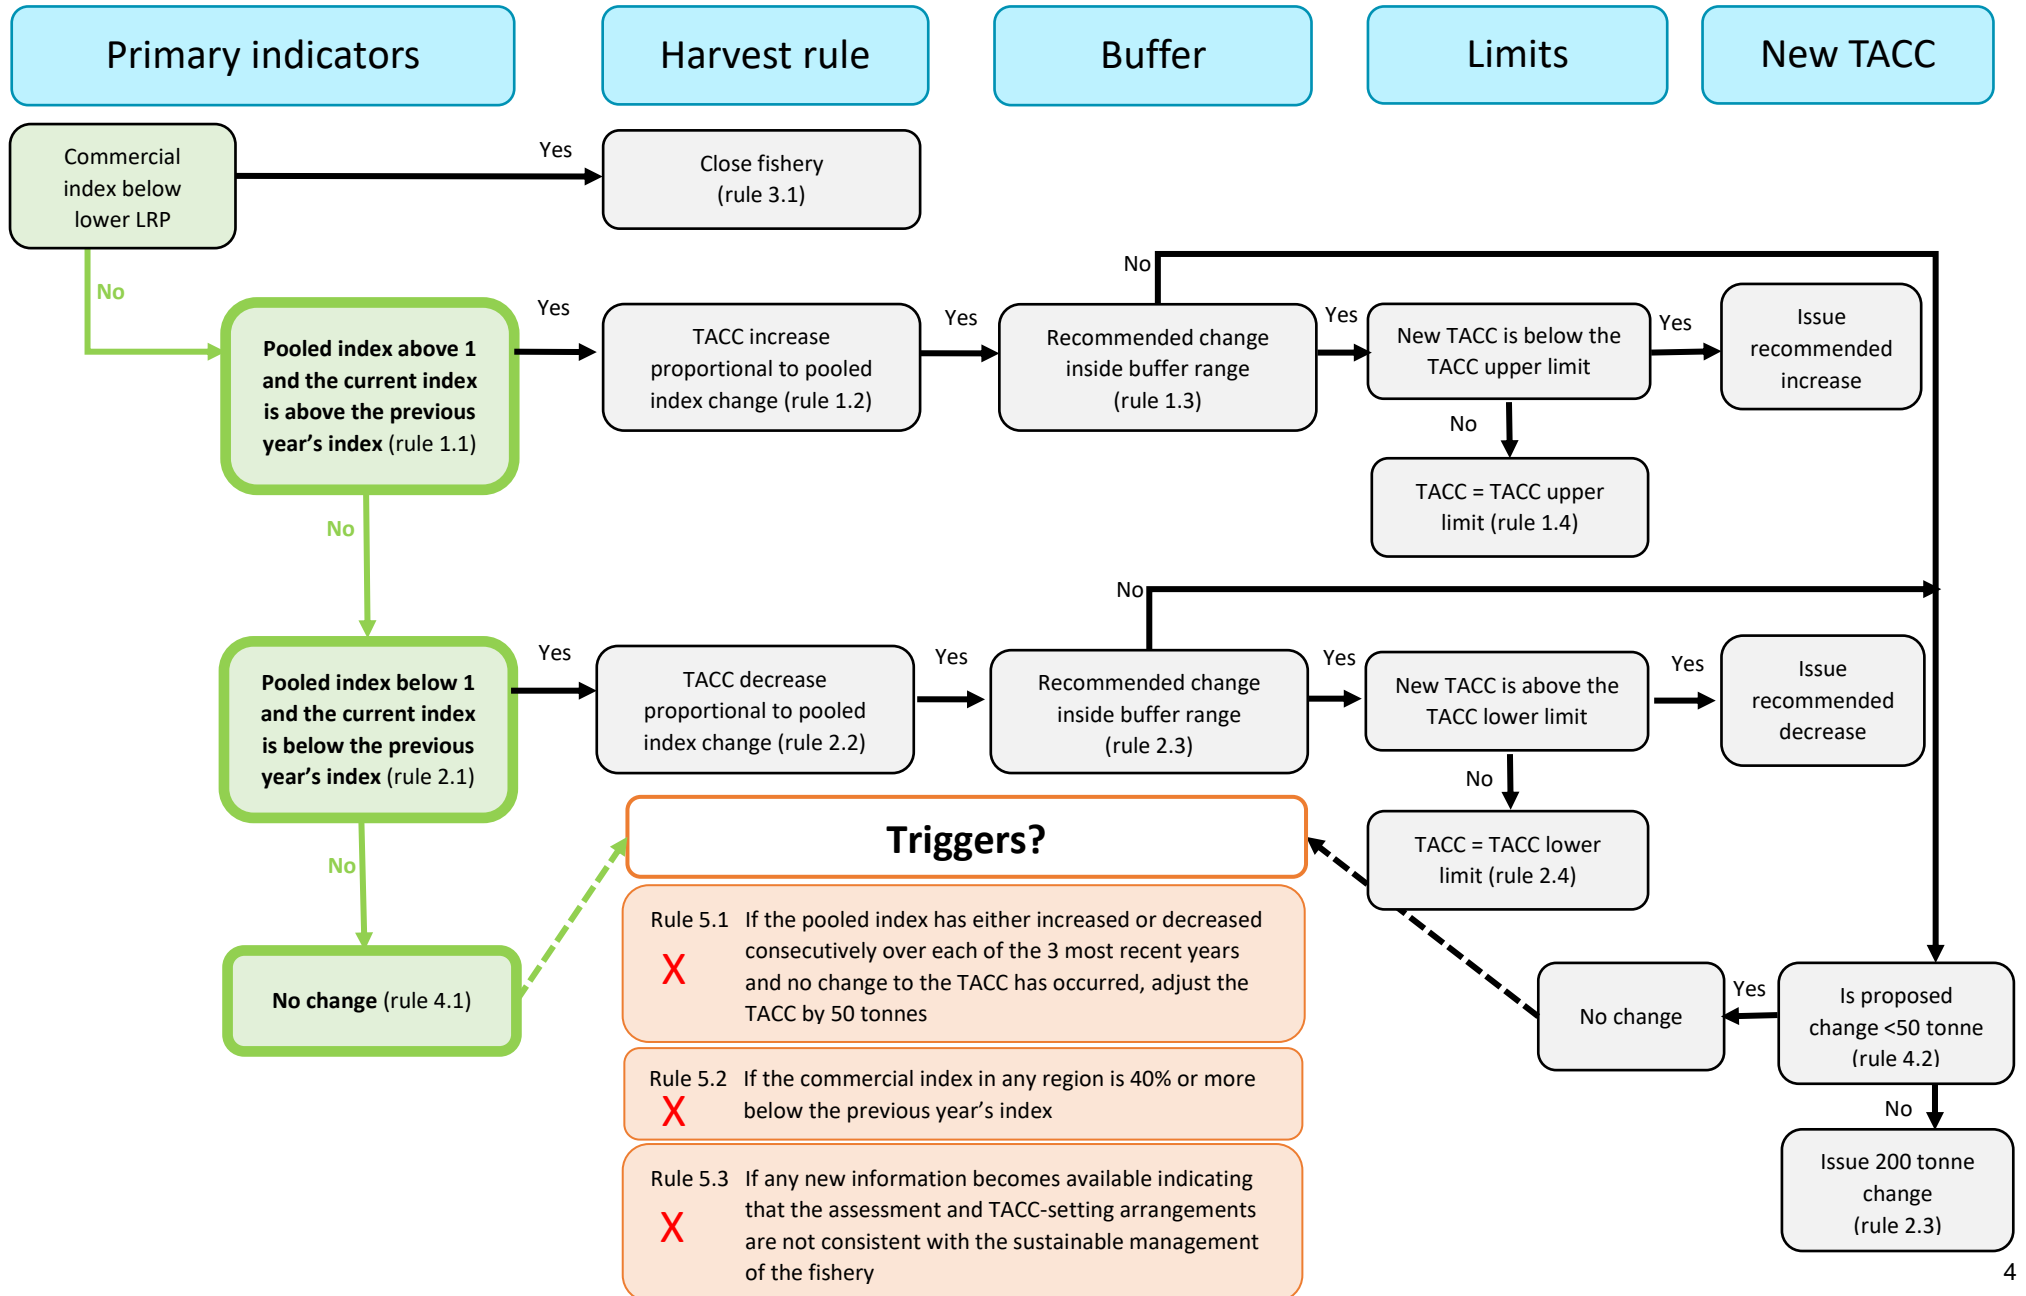 Primary indicators
Harvest rule
Buffer
Limits
New TACC
Commercial
index below
lower LRP
Yes
Close fishery
(rule 3.1)
No
Pooled index above 1
and the current index
is above the previous
year’s index (rule 1.1)
Yes
TACC increase
proportional to pooled
index change (rule 1.2)
Yes
No
Recommended change
inside buffer range
(rule 1.3)
Yes
New TACC is below the
TACC upper limit
Yes
Issue
recommended
increase
No
TACC = TACC upper
limit (rule 1.4)
No
Pooled index below 1
and the current index
is below the previous
year’s index (rule 2.1)
Yes
TACC decrease
proportional to pooled
index change (rule 2.2)
Yes
No
Recommended change
inside buffer range
(rule 2.3)
Yes
New TACC is above the
TACC lower limit
Yes
Issue
recommended
decrease
No
TACC = TACC lower
limit (rule 2.4)
No
No change (rule 4.1)
Triggers?
Rule 5.1 If the pooled index has either increased or decreased
consecutively over each of the 3 most recent years
X
and no change to the TACC has occurred, adjust the
TACC by 50 tonnes
Rule 5.2 If the commercial index in any region is 40% or more
X
below the previous year’s index
Rule 5.3 If any new information becomes available indicating
that the assessment and TACC-setting arrangements
X
are not consistent with the sustainable management
of the fishery
No change
Yes
Is proposed
change <50 tonne
(rule 4.2)
No
Issue 200 tonne
change
(rule 2.3)
4